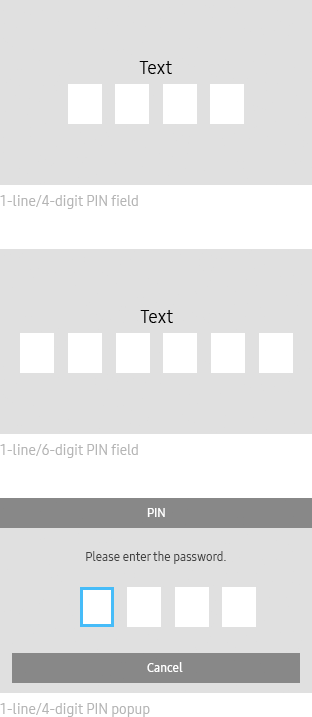 Text
1-line/4-digit PIN field
Text
1-line/6-digit PIN field
PIN
Please enter the password.
Cancel
1-line/4-digit PIN popup